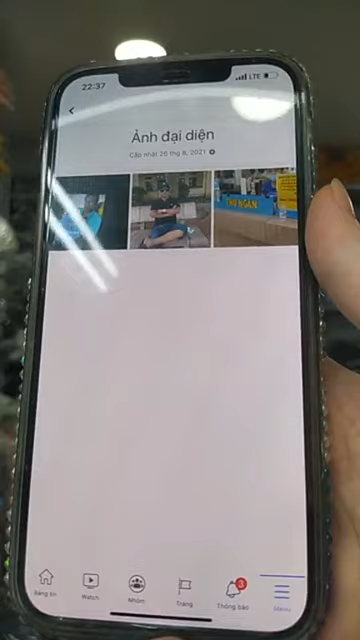 22:37
LTE
Ảnh đại diện
Cập nhật 26 thg 8, 2021
THU NGÂN
Bảng tin
Watch
Nhóm
Trang
3
Thông báo
Menu